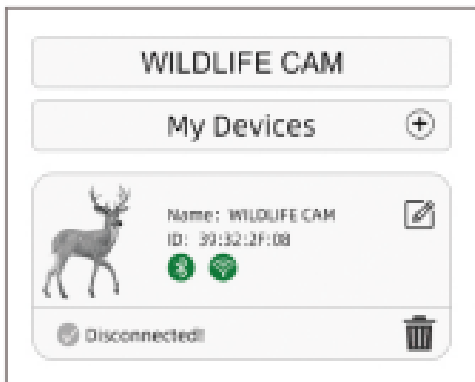 WILDLIFE CAM
My Devices
Name: WILDLIFE CAM
ID: 39:32:2F:08
Disconnected!